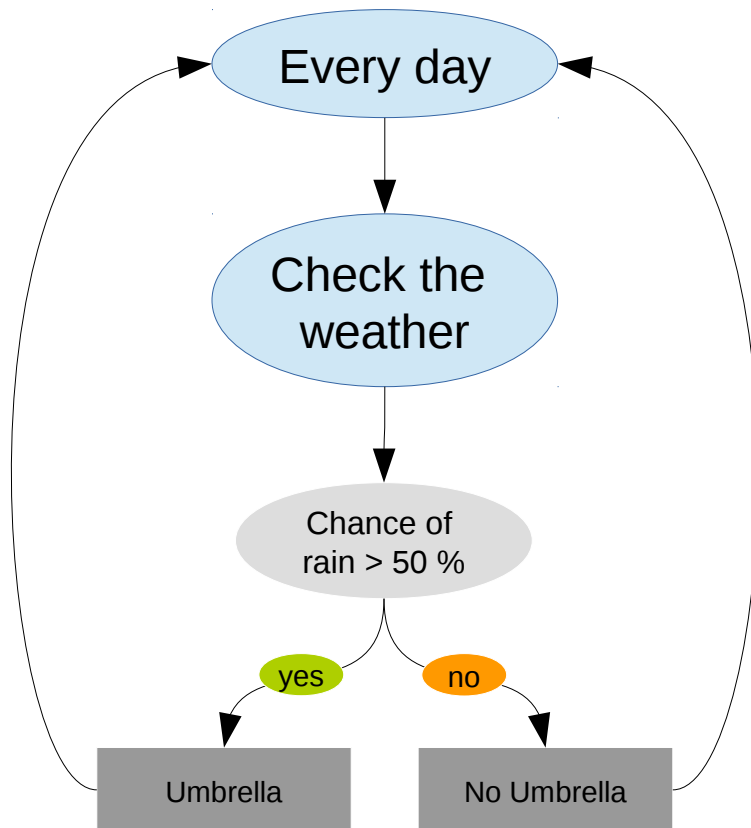 Every day
Check the
weather
Chance of
rain > 50 %
yes
no
Umbrella
No Umbrella